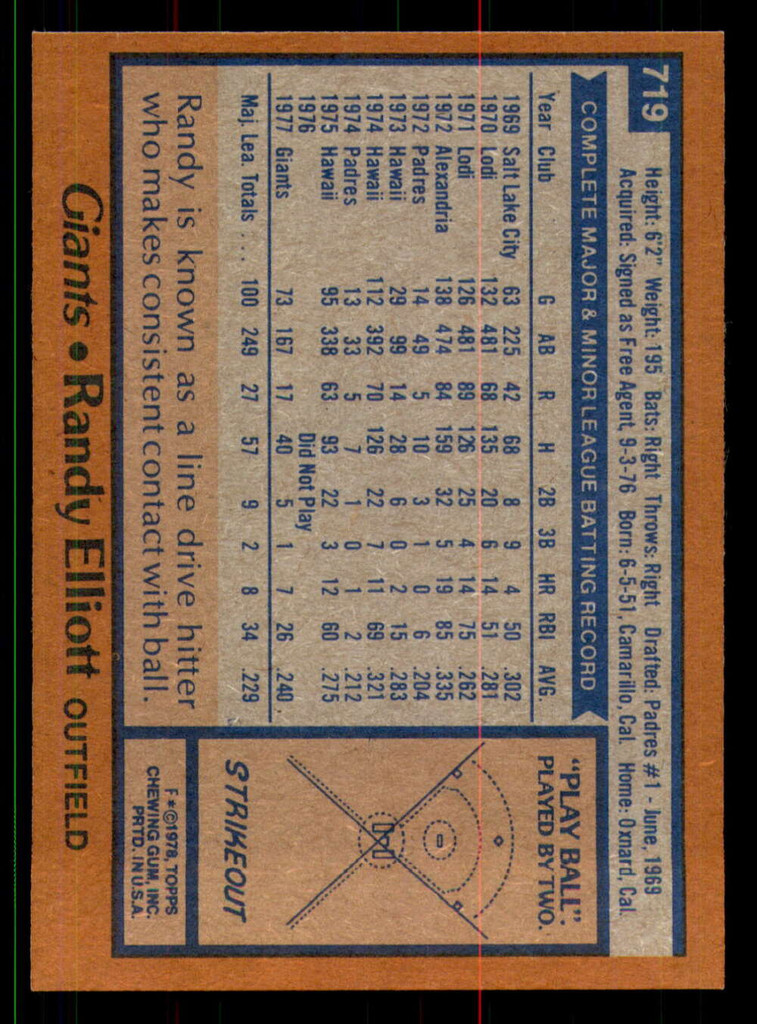 719
Height: 6'2" Weight: 195 Bats: Right Throws: Right Drafted: Padres #1 - June, 1969
Acquired: Signed as Free Agent, 9-3-76 Born: 6-5-51, Camarillo, Cal. Home: Oxnard, Cal.
COMPLETE MAJOR & MINOR LEAGUE BATTING RECORD
Year Club G AB R H 2B 3B HR RBI AVG.
1969 Salt Lake City 63 225 42 68 8 9 4 50 .302
1970 Lodi 132 481 68 135 20 6 14 51 .281
1971 Lodi 126 481 89 126 25 4 14 75 .262
1972 Alexandria 138 474 84 159 32 5 19 85 .335
1972 Padres 14 49 5 10 3 1 0 6 .204
1973 Hawaii 29 99 14 28 6 0 2 15 .283
1974 Hawaii 112 392 70 126 22 7 11 69 .321
1974 Padres 13 33 5 7 1 0 1 2 .212
1975 Hawaii 95 338 63 93 22 3 12 60 .275
1976 Did Not Play
1977 Giants 73 167 17 40 5 1 7 26 .240
Maj. Lea. Totals . . . 100 249 27 57 9 2 8 34 .229
Randy is known as a line drive hitter
who makes consistent contact with ball.
"PLAY BALL".
PLAYED BY TWO.
STRIKEOUT
F*©1978, TOPPS
CHEWING GUM, INC.
PRTD. IN U.S.A.
Giants • Randy Elliott OUTFIELD